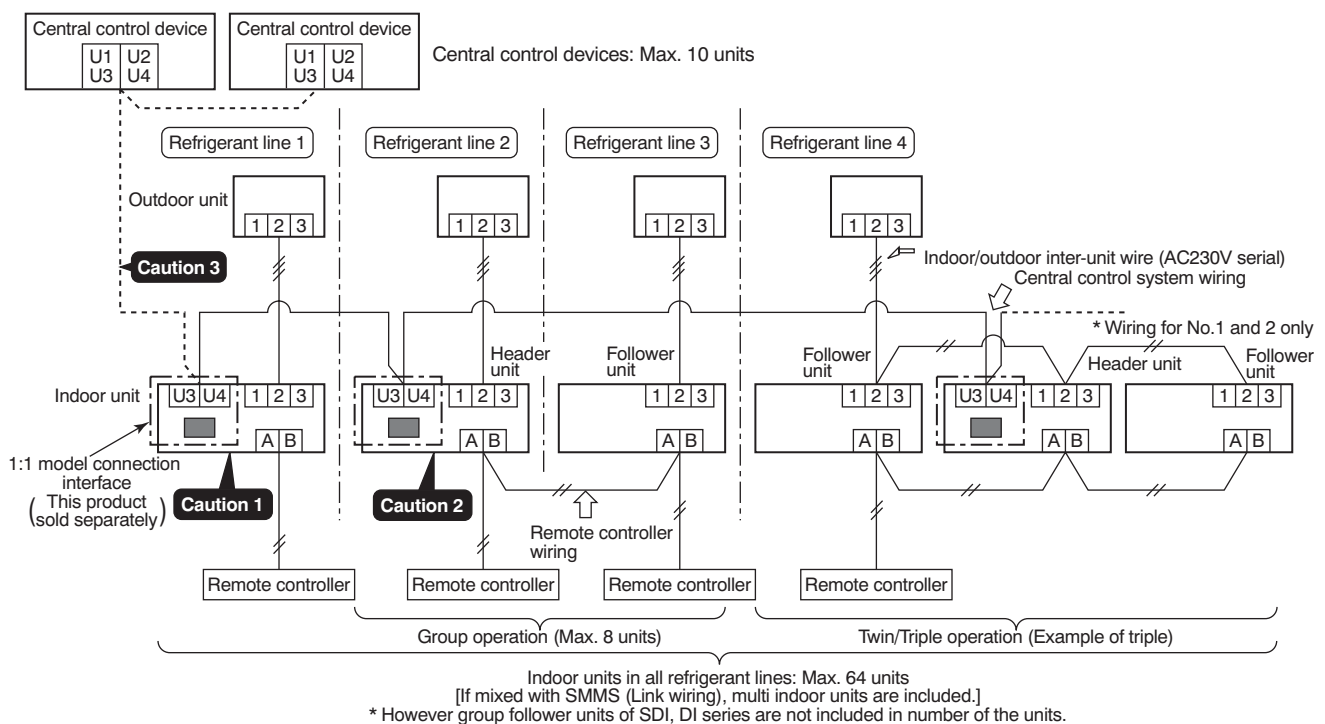 Central control device
U1 U2
U3 U4
Central control device
U1 U2
U3 U4
Central control devices: Max. 10 units
Refrigerant line 1
Refrigerant line 2
Refrigerant line 3
Refrigerant line 4
Outdoor unit
1 2 3
1 2 3
1 2 3
1 2 3
Caution 3
Indoor/outdoor inter-unit wire (AC230V serial)
Central control system wiring
* Wiring for No.1 and 2 only
Header
unit
Follower
unit
Follower
unit
Header unit
Follower
unit
Indoor unit
U3 U4 1 2 3
A B
U3 U4 1 2 3
A B
1 2 3
A B
1 2 3
A B
U3 U4 1 2 3
A B
1 2 3
A B
1:1 model connection
interface
(This product
sold separately)
Caution 1
Caution 2
Remote controller
wiring
Remote controller
Remote controller
Remote controller
Remote controller
Group operation (Max. 8 units)
Twin/Triple operation (Example of triple)
Indoor units in all refrigerant lines: Max. 64 units
[If mixed with SMMS (Link wiring), multi indoor units are included.]
* However group follower units of SDI, DI series are not included in number of the units.